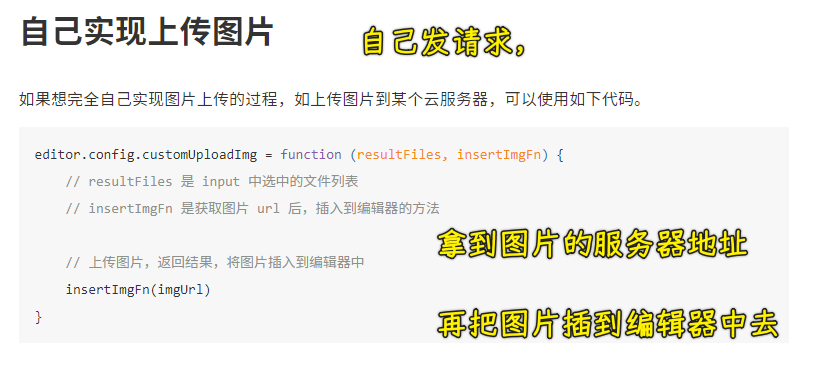 自己实现上传图片
自己发请求，
如果想完全自己实现图片上传的过程，如上传图片到某个云服务器，可以使用如下代码。
editor.config.customUploadImg = function (resultFiles, insertImgFn) {
    // resultFiles 是 input 中选中的文件列表
    // insertImgFn 是获取图片 url 后，插入到编辑器的方法
拿到图片的服务器地址
    // 上传图片，返回结果，将图片插入到编辑器中
    insertImgFn(imgUrl)
}
再把图片插到编辑器中去